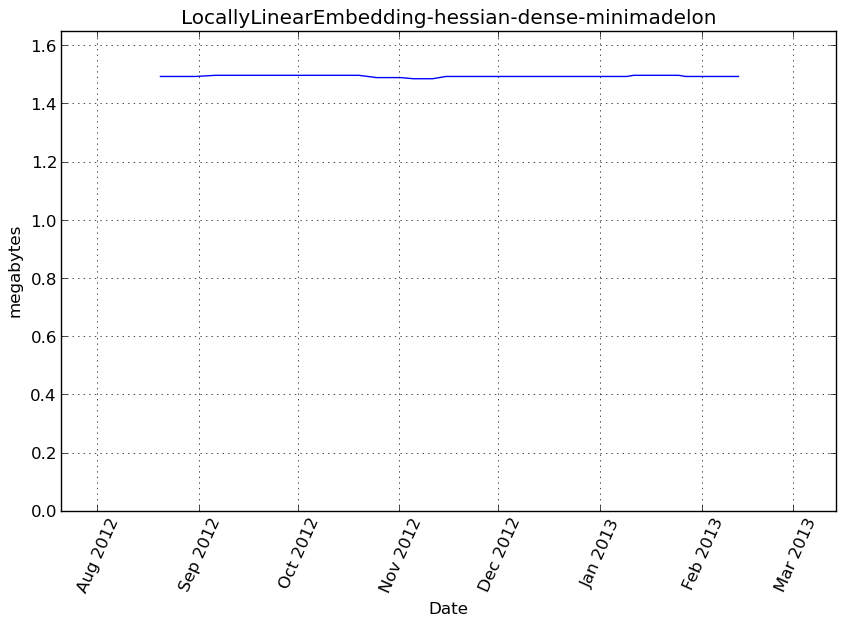 LocallyLinearEmbedding-hessian-dense-minimadelon
1.6
1.4
1.2
1.0
0.8
0.6
0.4
0.2
0.0
megabytes
Aug 2012
Sep 2012
Oct 2012
Nov 2012
Dec 2012
Jan 2013
Feb 2013
Mar 2013
Date